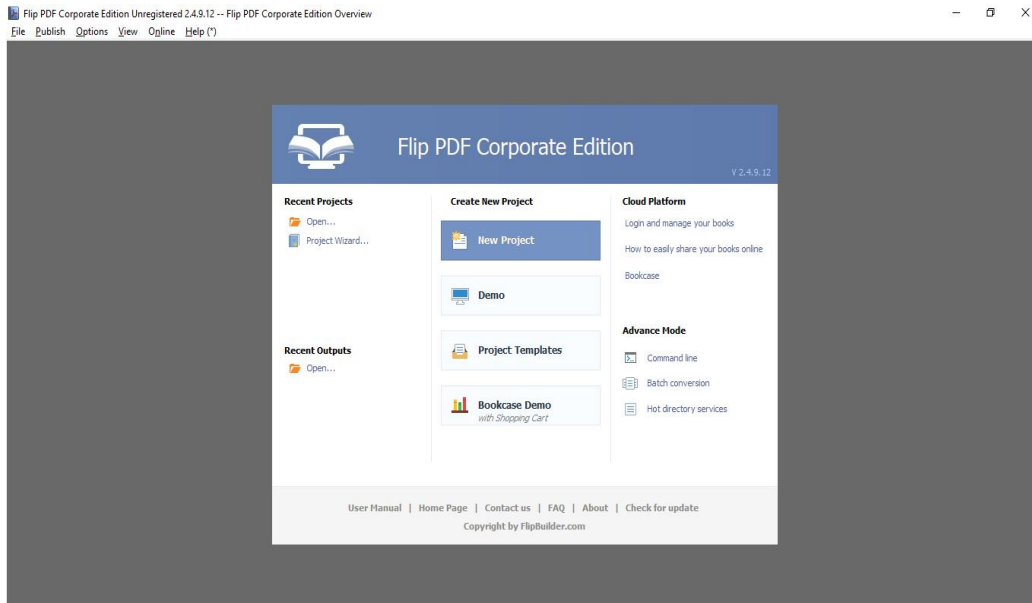 Flip PDF Corporate Edition Unregistered 2.4.9.12 -- Flip PDF Corporate Edition Overview
File Publish Options View Online Help (*)
Flip PDF Corporate Edition
V 2.4.9.12
Recent Projects
Open...
Project Wizard...
Recent Outputs
Open...
Create New Project
New Project
Demo
Project Templates
Bookcase Demo
with Shopping Cart
Cloud Platform
Login and manage your books
How to easily share your books online
Bookcase
Advance Mode
Command line
Batch conversion
Hot directory services
User Manual | Home Page | Contact us | FAQ | About | Check for update
Copyright by FlipBuilder.com